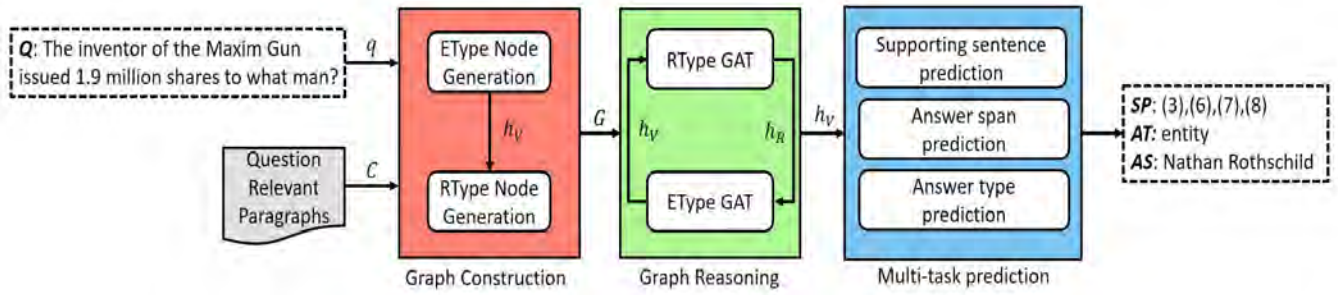 Q: The inventor of the Maxim Gun
issued 1.9 million shares to what man?
q
Question
Relevant
Paragraphs
C
EType Node
Generation
h_V
RType Node
Generation
Graph Construction
G
RType GAT
h_V
h_R
EType GAT
Graph Reasoning
h_V
Supporting sentence
prediction
Answer span
prediction
Answer type
prediction
Multi-task prediction
SP: (3),(6),(7),(8)
AT: entity
AS: Nathan Rothschild